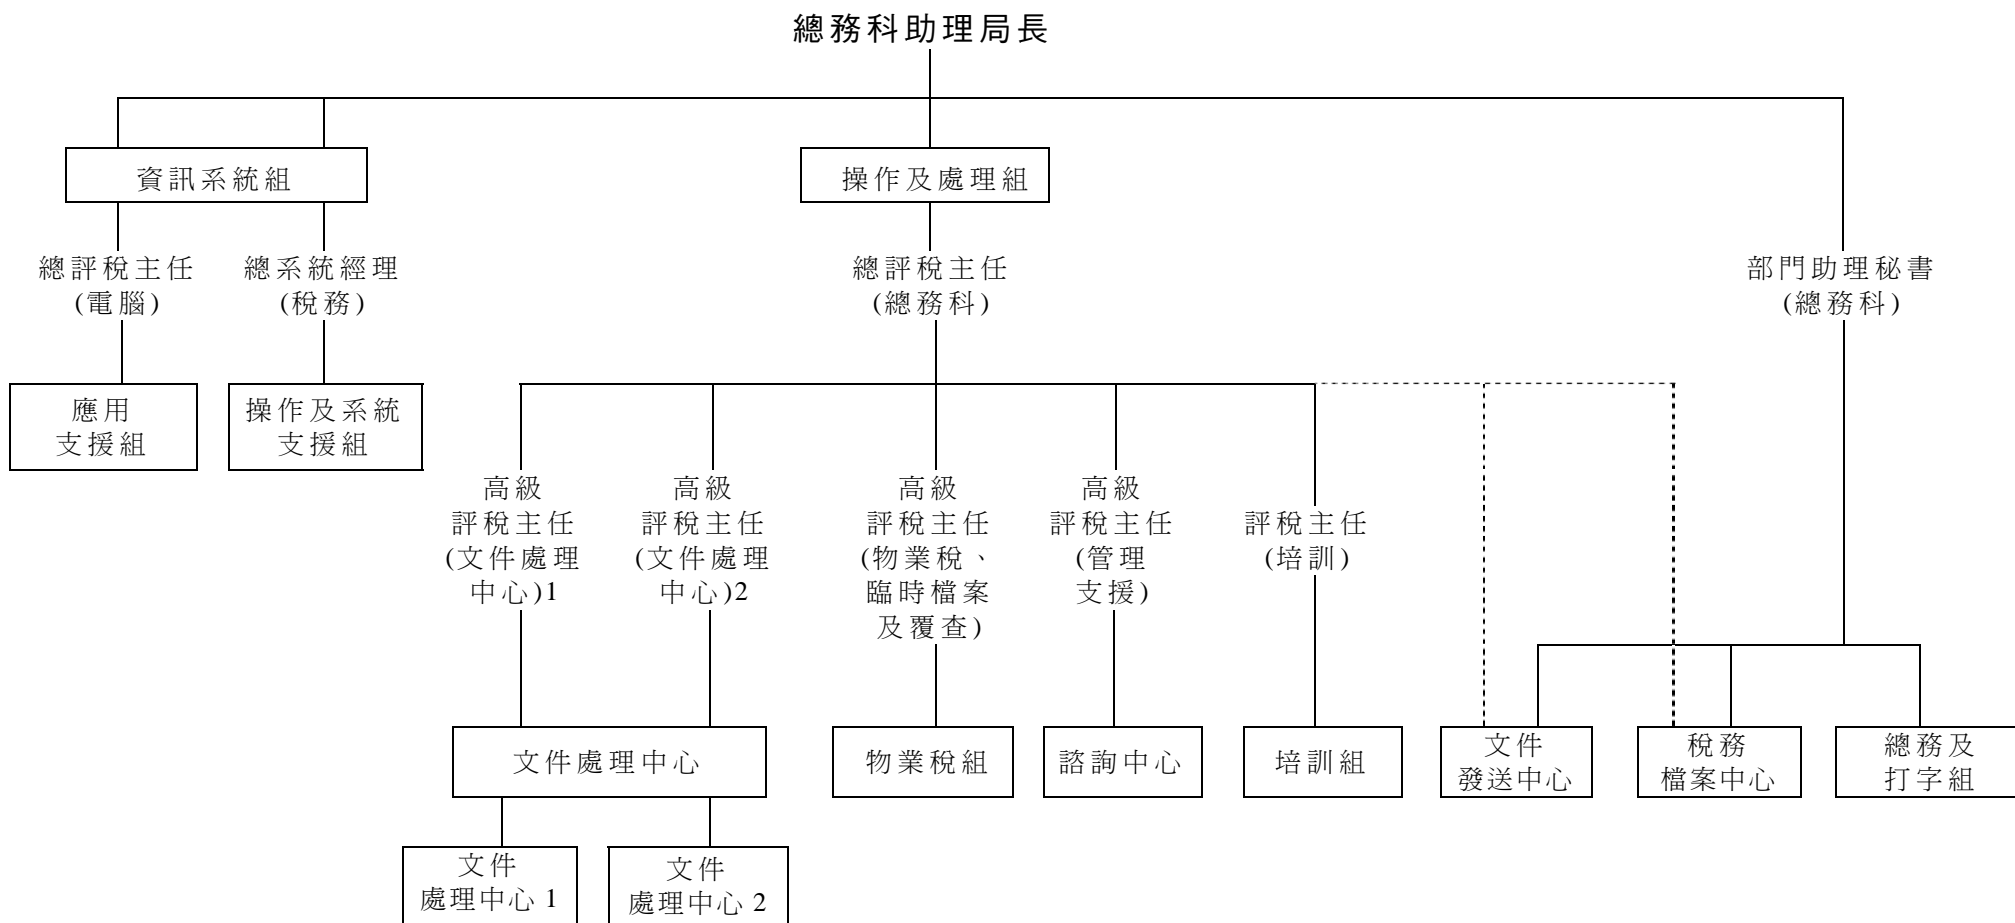 總務科助理局長
資訊系統組
操作及處理組
總評稅主任
(電腦)
總系統經理
(稅務)
總評稅主任
(總務科)
部門助理秘書
(總務科)
應用
支援組
操作及系統
支援組
高級
評稅主任
(文件處理
中心)1
高級
評稅主任
(文件處理
中心)2
高級
評稅主任
(物業稅、
臨時檔案
及覆查)
高級
評稅主任
(管理
支援)
評稅主任
(培訓)
文件處理中心
物業稅組
諮詢中心
培訓組
文件
發送中心
稅務
檔案中心
總務及
打字組
文件
處理中心 1
文件
處理中心 2